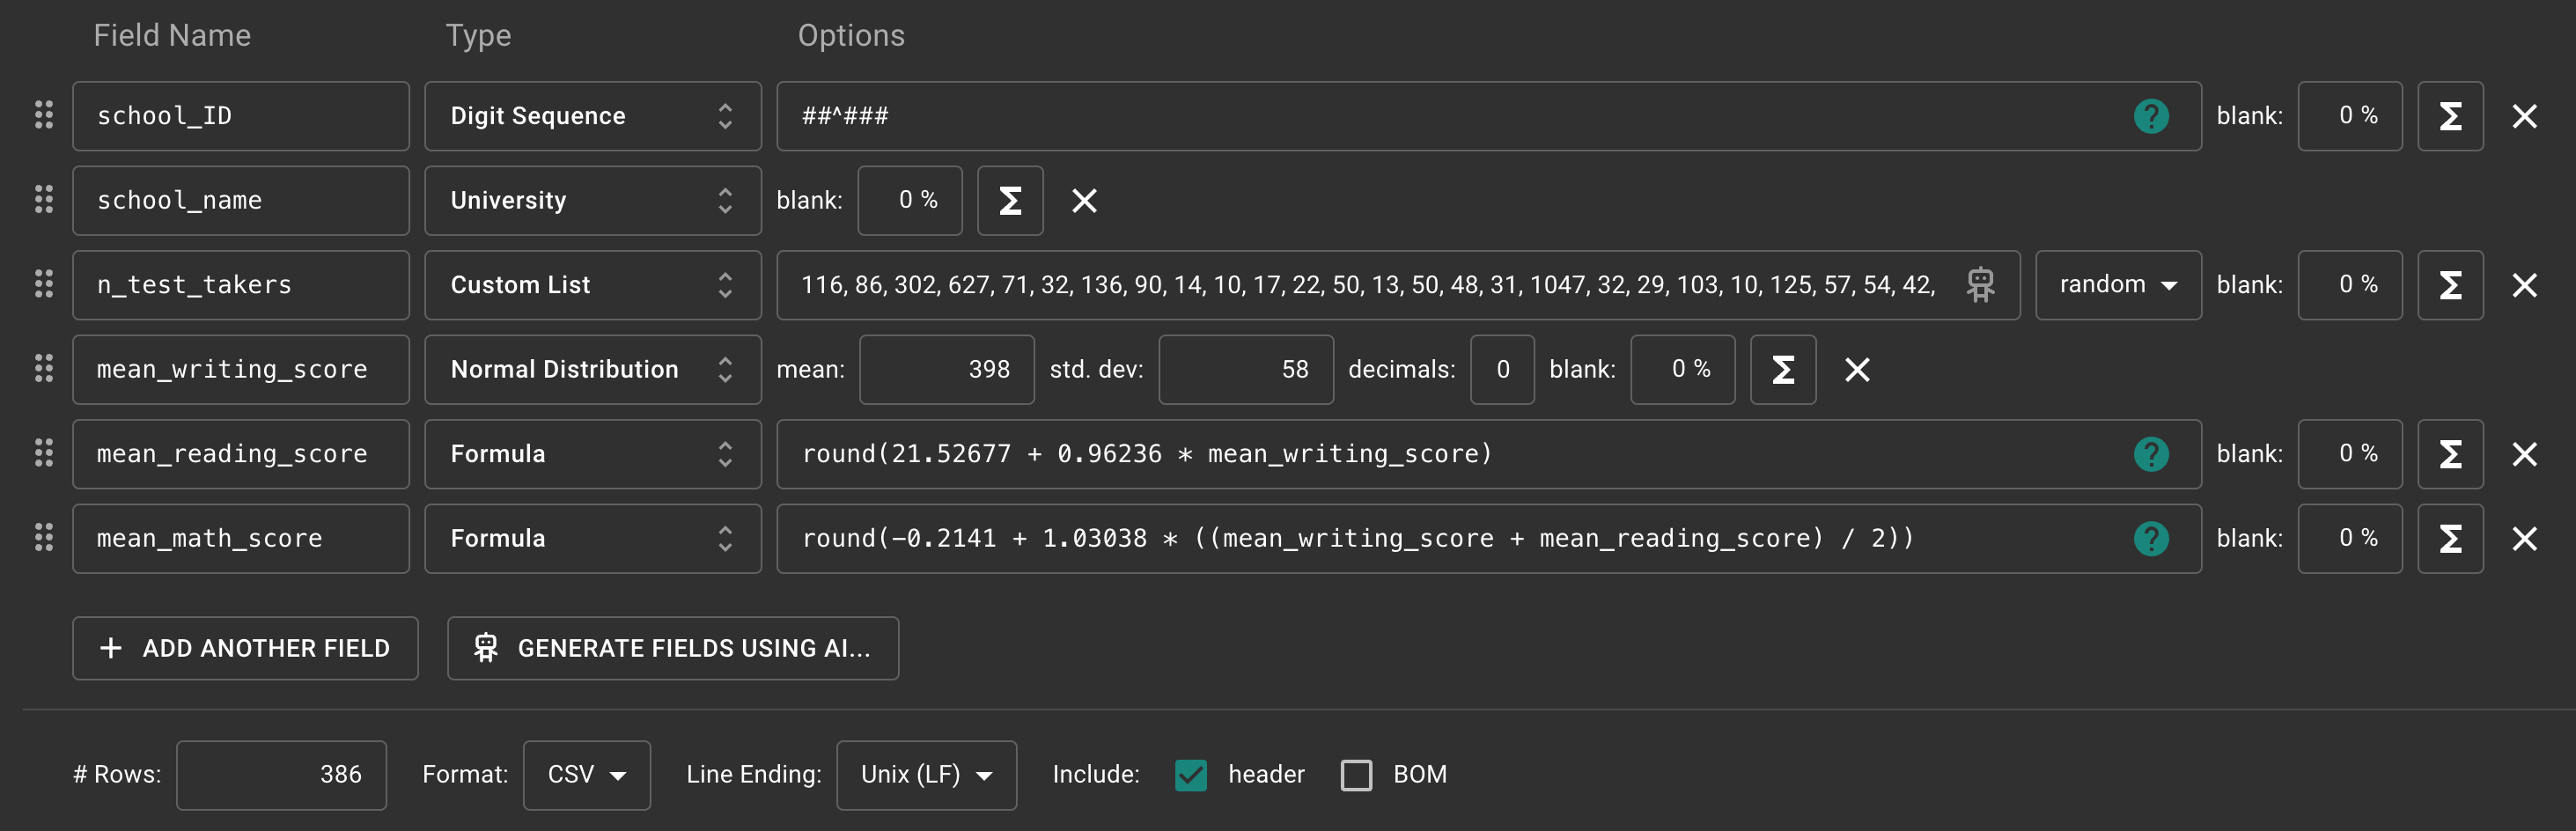 Field Name Type Options
school_ID Digit Sequence ##^### ? blank: 0 % Σ
school_name University blank: 0 % Σ
n_test_takers Custom List 116, 86, 302, 627, 71, 32, 136, 90, 14, 10, 17, 22, 50, 13, 50, 48, 31, 1047, 32, 29, 103, 10, 125, 57, 54, 42, random blank: 0 % Σ
mean_writing_score Normal Distribution mean: 398 std. dev: 58 decimals: 0 blank: 0 % Σ
mean_reading_score Formula round(21.52677 + 0.96236 * mean_writing_score) ? blank: 0 % Σ
mean_math_score Formula round(-0.2141 + 1.03038 * ((mean_writing_score + mean_reading_score) / 2)) ? blank: 0 % Σ
+ ADD ANOTHER FIELD GENERATE FIELDS USING AI...
# Rows: 386 Format: CSV Line Ending: Unix (LF) Include: header BOM